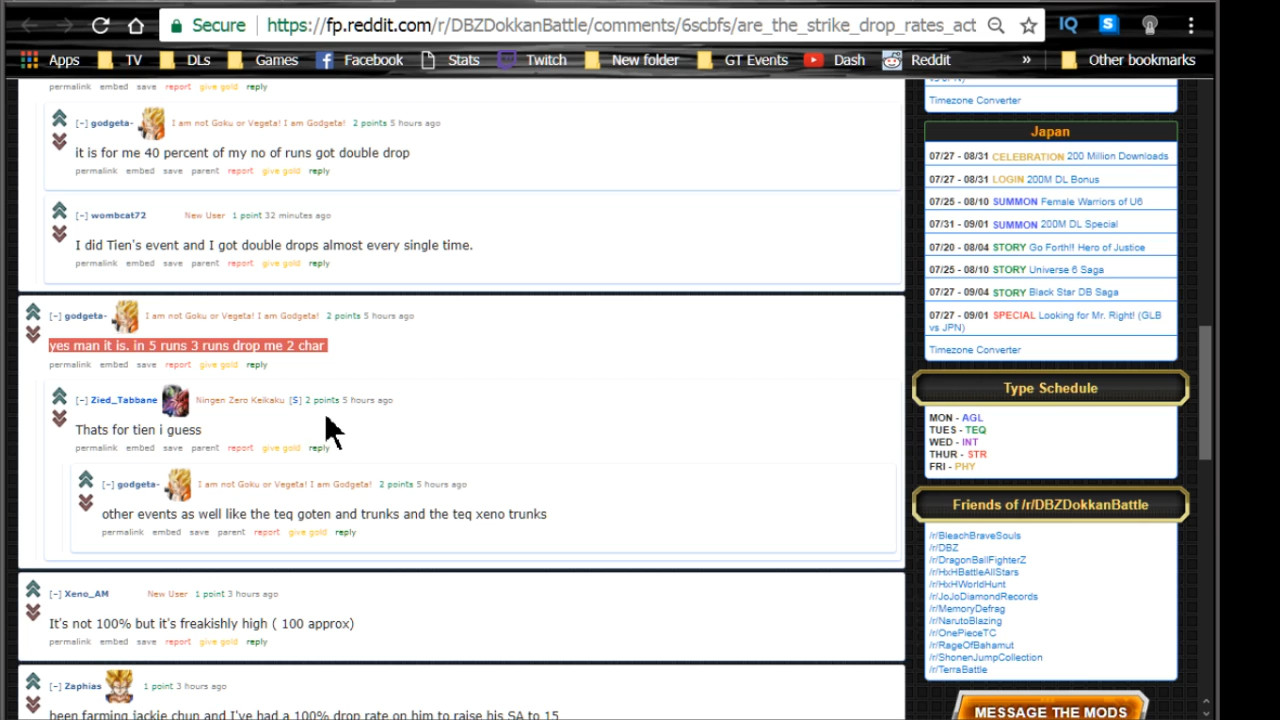 Secure https://fp.reddit.com/r/DBZDokkanBattle/comments/6scbfs/are_the_strike_drop_rates_act
IQ S
Apps TV DLs Games Facebook Stats Twitch New folder GT Events Dash Reddit » Other bookmarks
permalink embed save report give gold reply
[-] godgeta- I am not Goku or Vegeta! I am Godgeta! 2 points 5 hours ago
it is for me 40 percent of my no of runs got double drop
permalink embed save parent report give gold reply
[-] wombcat72 New User 1 point 32 minutes ago
I did Tien's event and I got double drops almost every single time.
permalink embed save parent report give gold reply
[-] godgeta- I am not Goku or Vegeta! I am Godgeta! 2 points 5 hours ago
yes man it is. in 5 runs 3 runs drop me 2 char
permalink embed save report give gold reply
[-] Zied_Tabbane Ningen Zero Keikaku [S] 2 points 5 hours ago
Thats for tien i guess
permalink embed save parent report give gold reply
[-] godgeta- I am not Goku or Vegeta! I am Godgeta! 2 points 5 hours ago
other events as well like the teq goten and trunks and the teq xeno trunks
permalink embed save parent report give gold reply
[-] Xeno_AM New User 1 point 3 hours ago
It's not 100% but it's freakishly high ( 100 approx)
permalink embed save report give gold reply
[-] Zaphias 1 point 3 hours ago
been farming jackie chun and I've had a 100% drop rate on him to raise his SA to 15
vs JPN)
Timezone Converter
Japan
07/27 - 08/31 CELEBRATION 200 Million Downloads
07/27 - 08/31 LOGIN 200M DL Bonus
07/25 - 08/10 SUMMON Female Warriors of U6
07/31 - 09/01 SUMMON 200M DL Special
07/20 - 08/04 STORY Go Forth!! Hero of Justice
07/25 - 08/10 STORY Universe 6 Saga
07/27 - 09/04 STORY Black Star DB Saga
07/27 - 09/01 SPECIAL Looking for Mr. Right! (GLB
vs JPN)
Timezone Converter
Type Schedule
MON - AGL
TUES - TEQ
WED - INT
THUR - STR
FRI - PHY
Friends of /r/DBZDokkanBattle
/r/BleachBraveSouls
/r/DBZ
/r/DragonBallFighterZ
/r/HxHBattleAllStars
/r/HxHWorldHunt
/r/JoJoDiamondRecords
/r/MemoryDefrag
/r/NarutoBlazing
/r/OnePieceTC
/r/RageOfBahamut
/r/ShonenJumpCollection
/r/TerraBattle
MESSAGE THE MODS